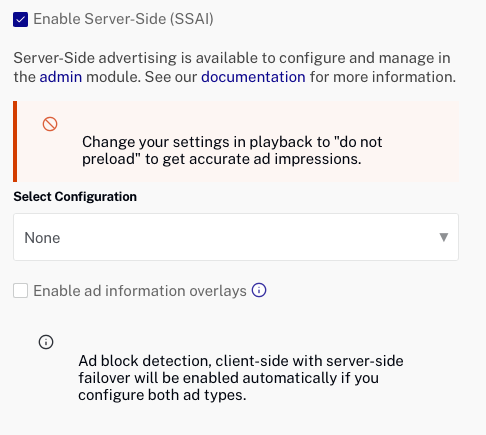 Enable Server-Side (SSAI)
Server-Side advertising is available to configure and manage in
the admin module. See our documentation for more information.
Change your settings in playback to "do not
preload" to get accurate ad impressions.
Select Configuration
None
Enable ad information overlays
Ad block detection, client-side with server-side
failover will be enabled automatically if you
configure both ad types.